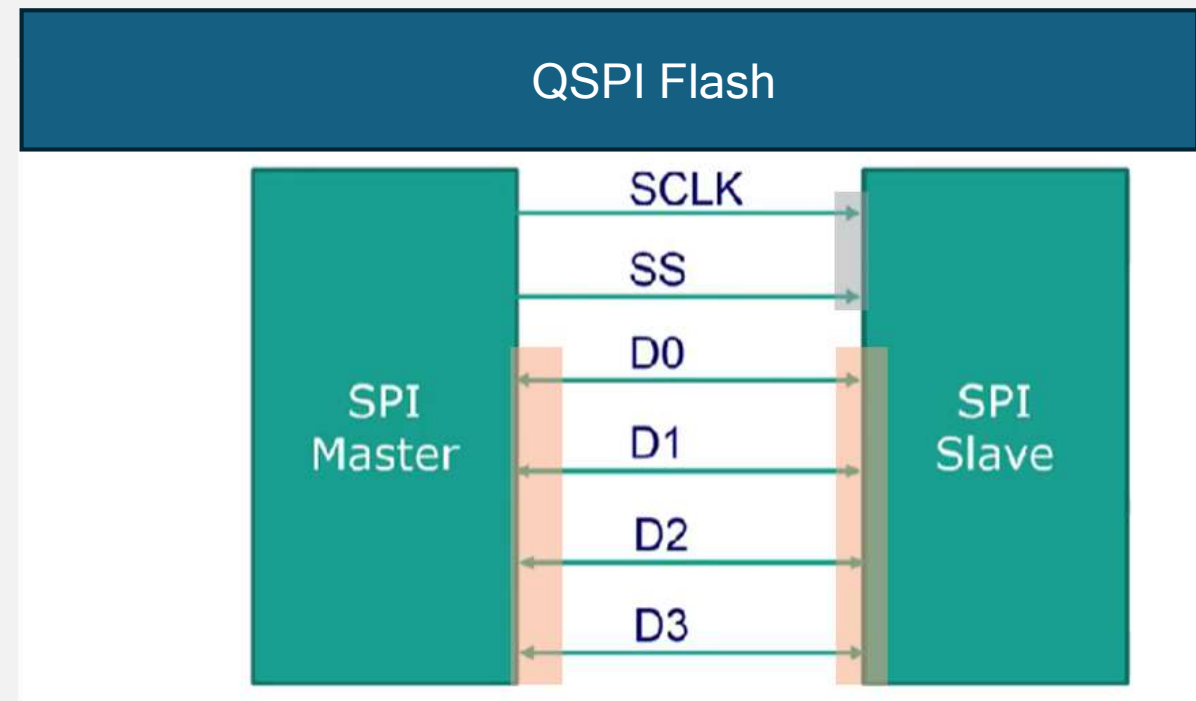 QSPI Flash
SCLK
SS
D0
D1
D2
D3
SPI
Master
SPI
Slave